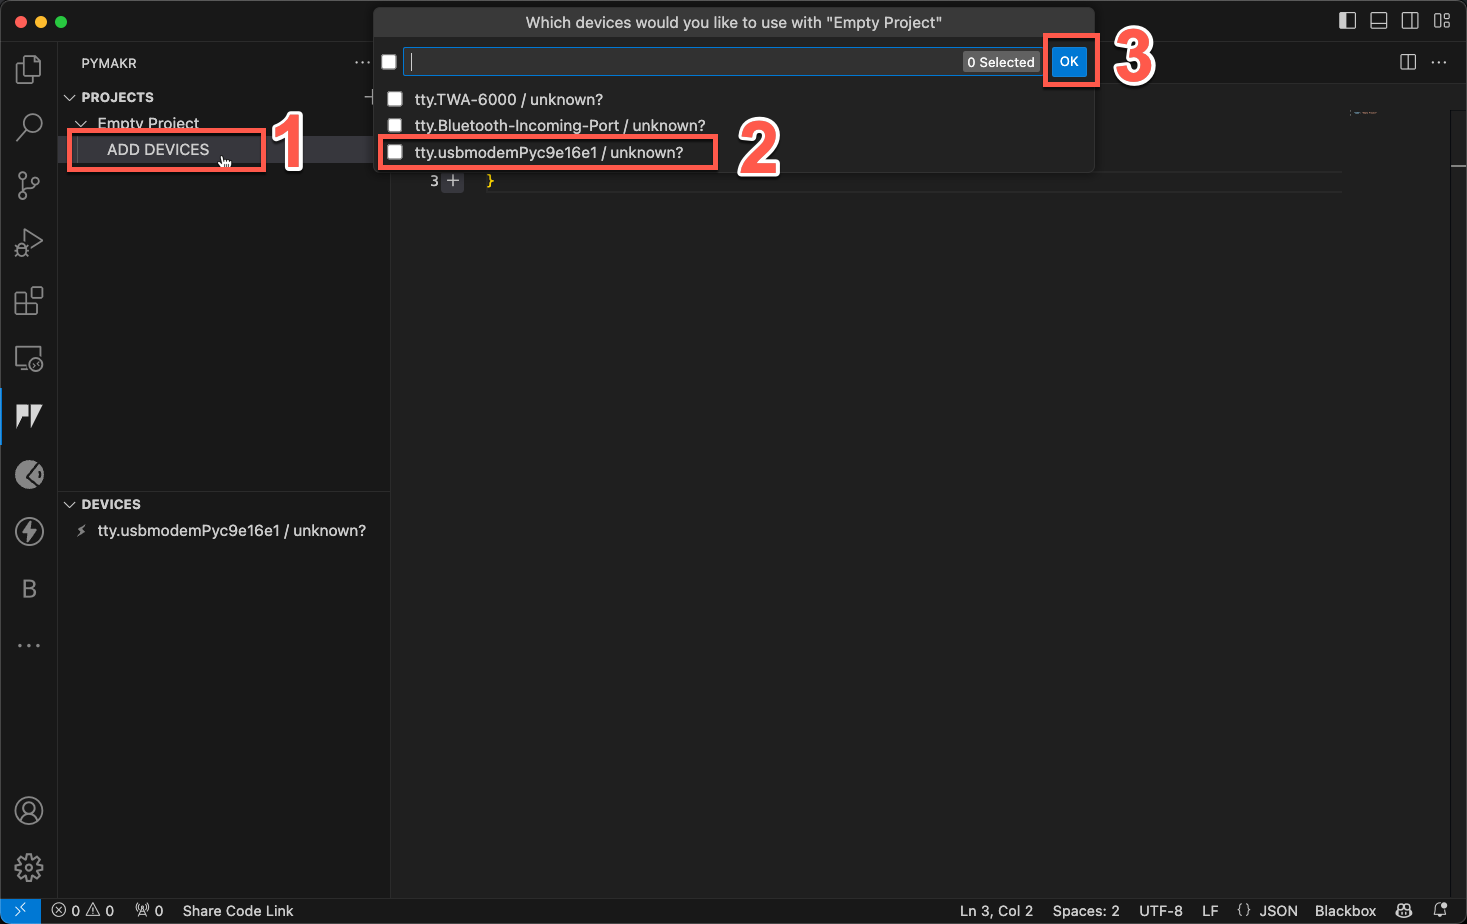 Which devices would you like to use with "Empty Project"
PYMAKR
0 Selected
OK
3
PROJECTS
tty.TWA-6000 / unknown?
Empty Project
tty.Bluetooth-Incoming-Port / unknown?
ADD DEVICES
1
tty.usbmodemPyc9e16e1 / unknown?
2
3 + }
DEVICES
tty.usbmodemPyc9e16e1 / unknown?
B
0 0 0 Share Code Link
Ln 3, Col 2 Spaces: 2 UTF-8 LF {} JSON Blackbox